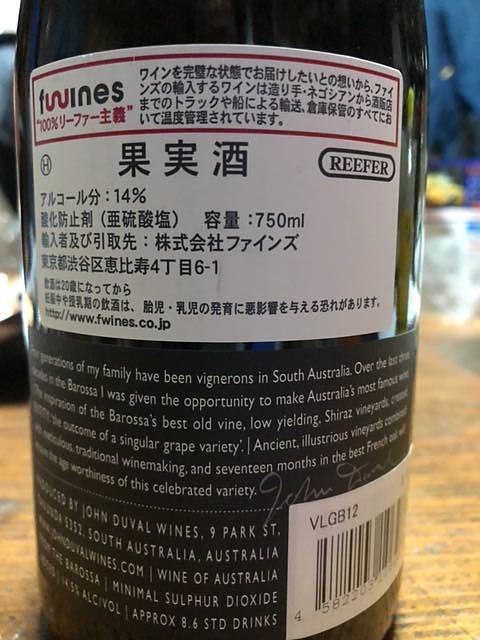 fwines
"100%リーファー主義"
ワインを完璧な状態でお届けしたいとの想いから、ファイ
ンズの輸入するワインは造り手・ネゴシアンから酒販店
までのトラックや船による輸送、倉庫保管のすべてにお
いて温度管理されています。
H
果実酒
REEFER
アルコール分：14%
酸化防止剤（亜硫酸塩） 容量：750ml
輸入者及び引取先：株式会社ファインズ
東京都渋谷区恵比寿4丁目6-1
飲酒は20歳になってから
妊娠中や授乳期の飲酒は、胎児・乳児の発育に悪影響を与える恐れがあります。
http://www.fwines.co.jp
generations of my family have been vignerons in South Australia. Over the last three
in the Barossa I was given the opportunity to make Australia's most famous wine
inspiration of the Barossa's best old vine, low yielding, Shiraz vineyards,
'the outcome of a singular grape variety'. | Ancient, illustrious vineyards combined
meticulous, traditional winemaking, and seventeen months in the best French oak
the age worthiness of this celebrated variety.
John Duval
PRODUCED BY JOHN DUVAL WINES, 9 PARK ST,
5352, SOUTH AUSTRALIA, AUSTRALIA
JOHNDUVALWINES.COM | WINE OF AUSTRALIA
THE BAROSSA | MINIMAL SULPHUR DIOXIDE
14.5% ALC/VOL | APPROX 8.6 STD DRINKS
VLGB12